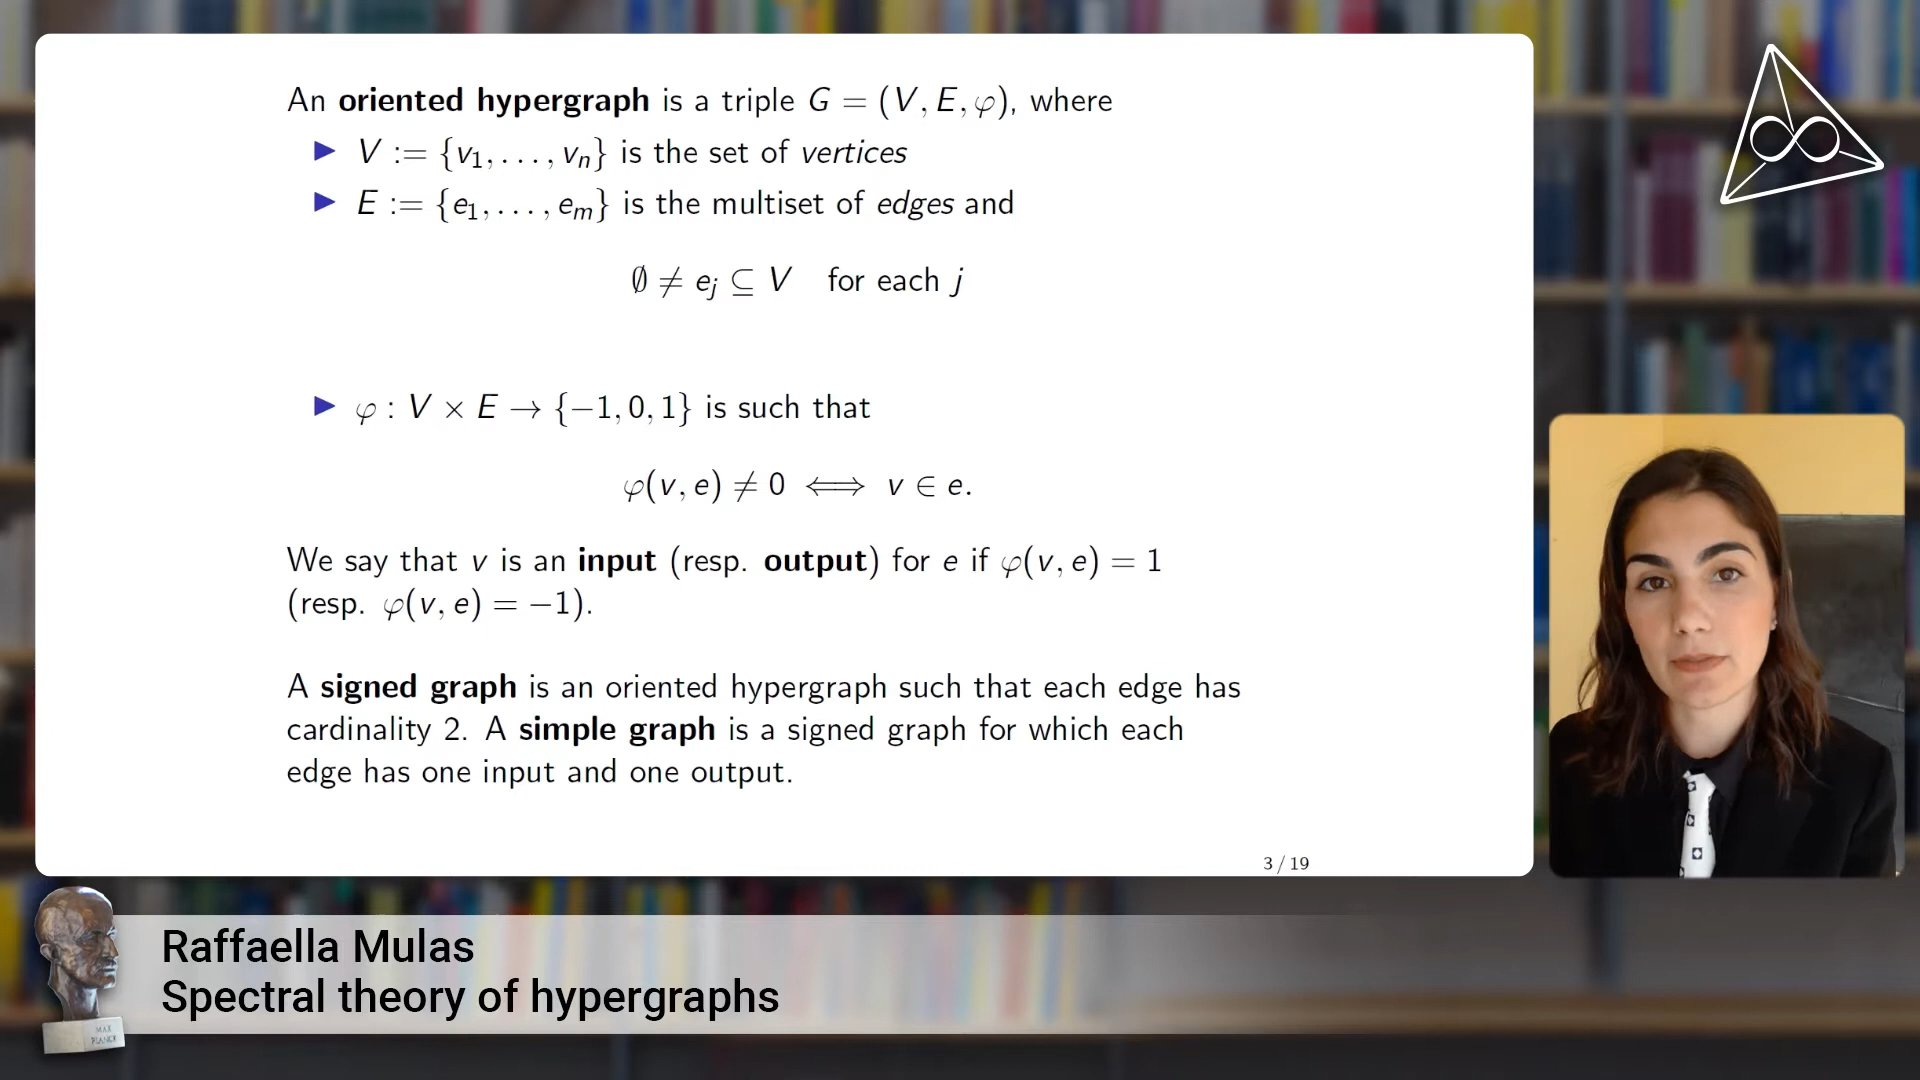 An oriented hypergraph is a triple G = (V, E, φ), where
▶ V := {v₁, . . . , vₙ} is the set of vertices
▶ E := {e₁, . . . , eₘ} is the multiset of edges and
∅ ≠ eⱼ ⊆ V for each j
▶ φ : V × E → {−1, 0, 1} is such that
φ(v, e) ≠ 0 ⟺ v ∈ e.
We say that v is an input (resp. output) for e if φ(v, e) = 1
(resp. φ(v, e) = −1).
A signed graph is an oriented hypergraph such that each edge has
cardinality 2. A simple graph is a signed graph for which each
edge has one input and one output.
3 / 19
Raffaella Mulas
Spectral theory of hypergraphs
MAX
PLANCK